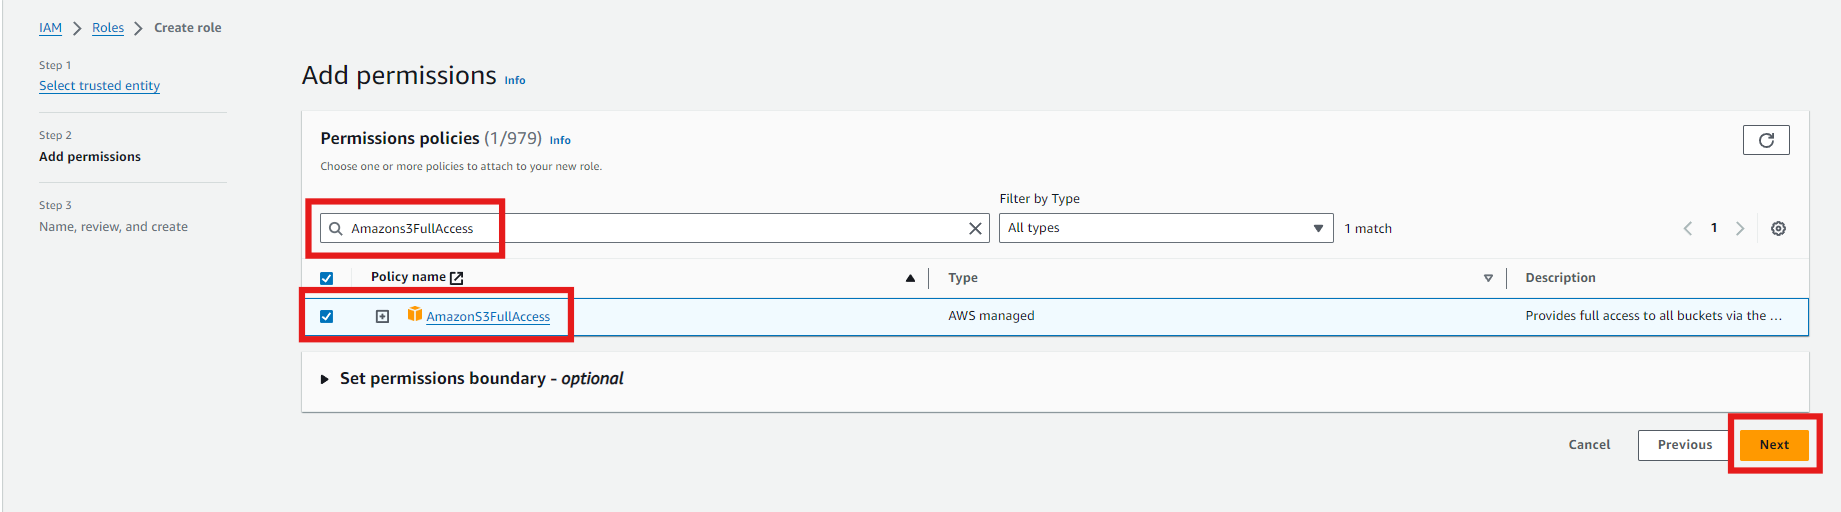 IAM > Roles > Create role
Step 1
Select trusted entity
Step 2
Add permissions
Step 3
Name, review, and create
Add permissions Info
Permissions policies (1/979) Info
Choose one or more policies to attach to your new role.
Filter by Type
Amazons3FullAccess
All types
1 match
1
Policy name
Type
Description
AmazonS3FullAccess
AWS managed
Provides full access to all buckets via the ...
Set permissions boundary - optional
Cancel
Previous
Next